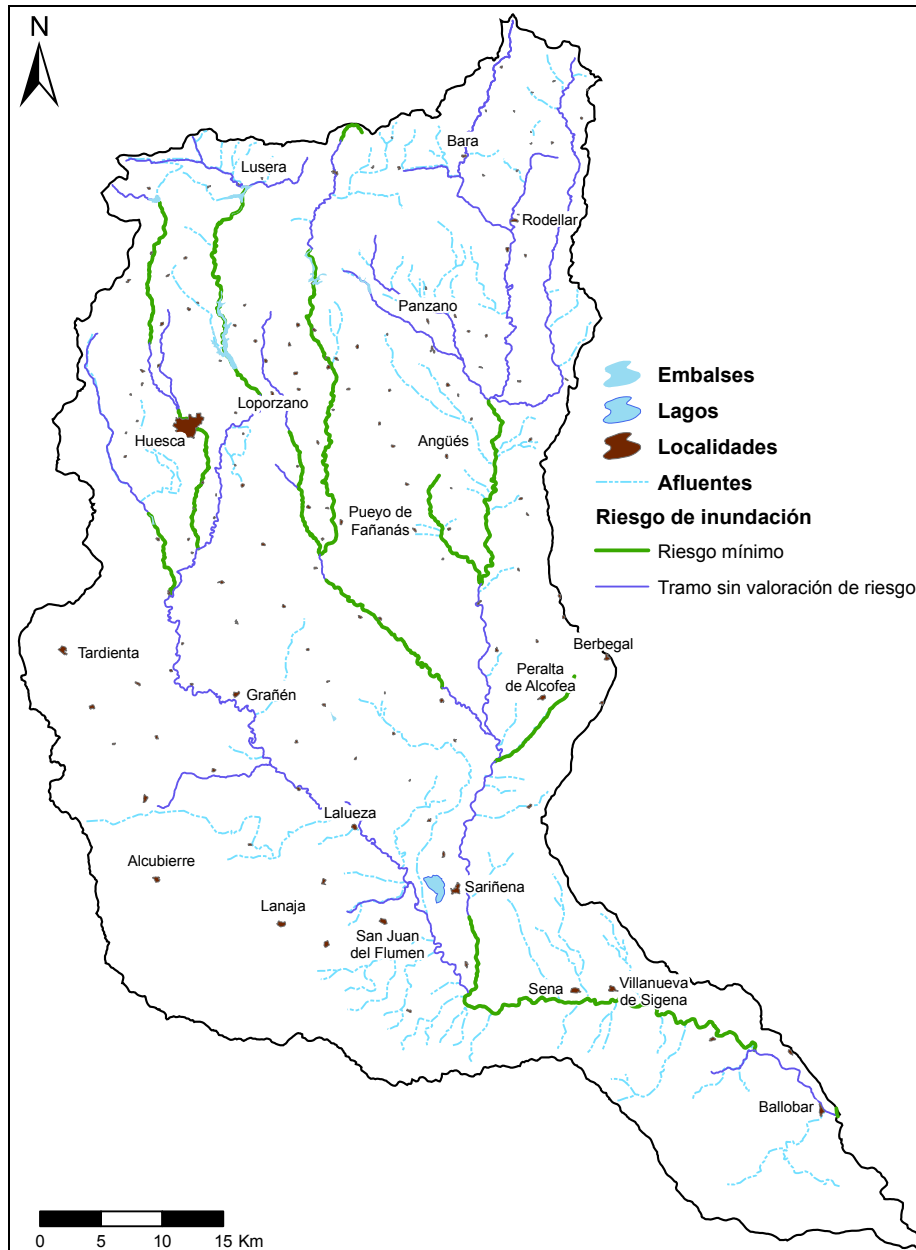 N
Bara
Lusera
Rodellar
Panzano
Embalses
Lagos
Loporzano
Localidades
Huesca
Angüés
Afluentes
Pueyo de
Fañanás
Riesgo de inundación
Riesgo mínimo
Tramo sin valoración de riesgo
Berbegal
Tardienta
Peralta
de Alcofea
Grañén
Lalueza
Alcubierre
Sariñena
Lanaja
San Juan
del Flumen
Sena
Villanueva
de Sigena
Ballobar
0 5 10 15 Km